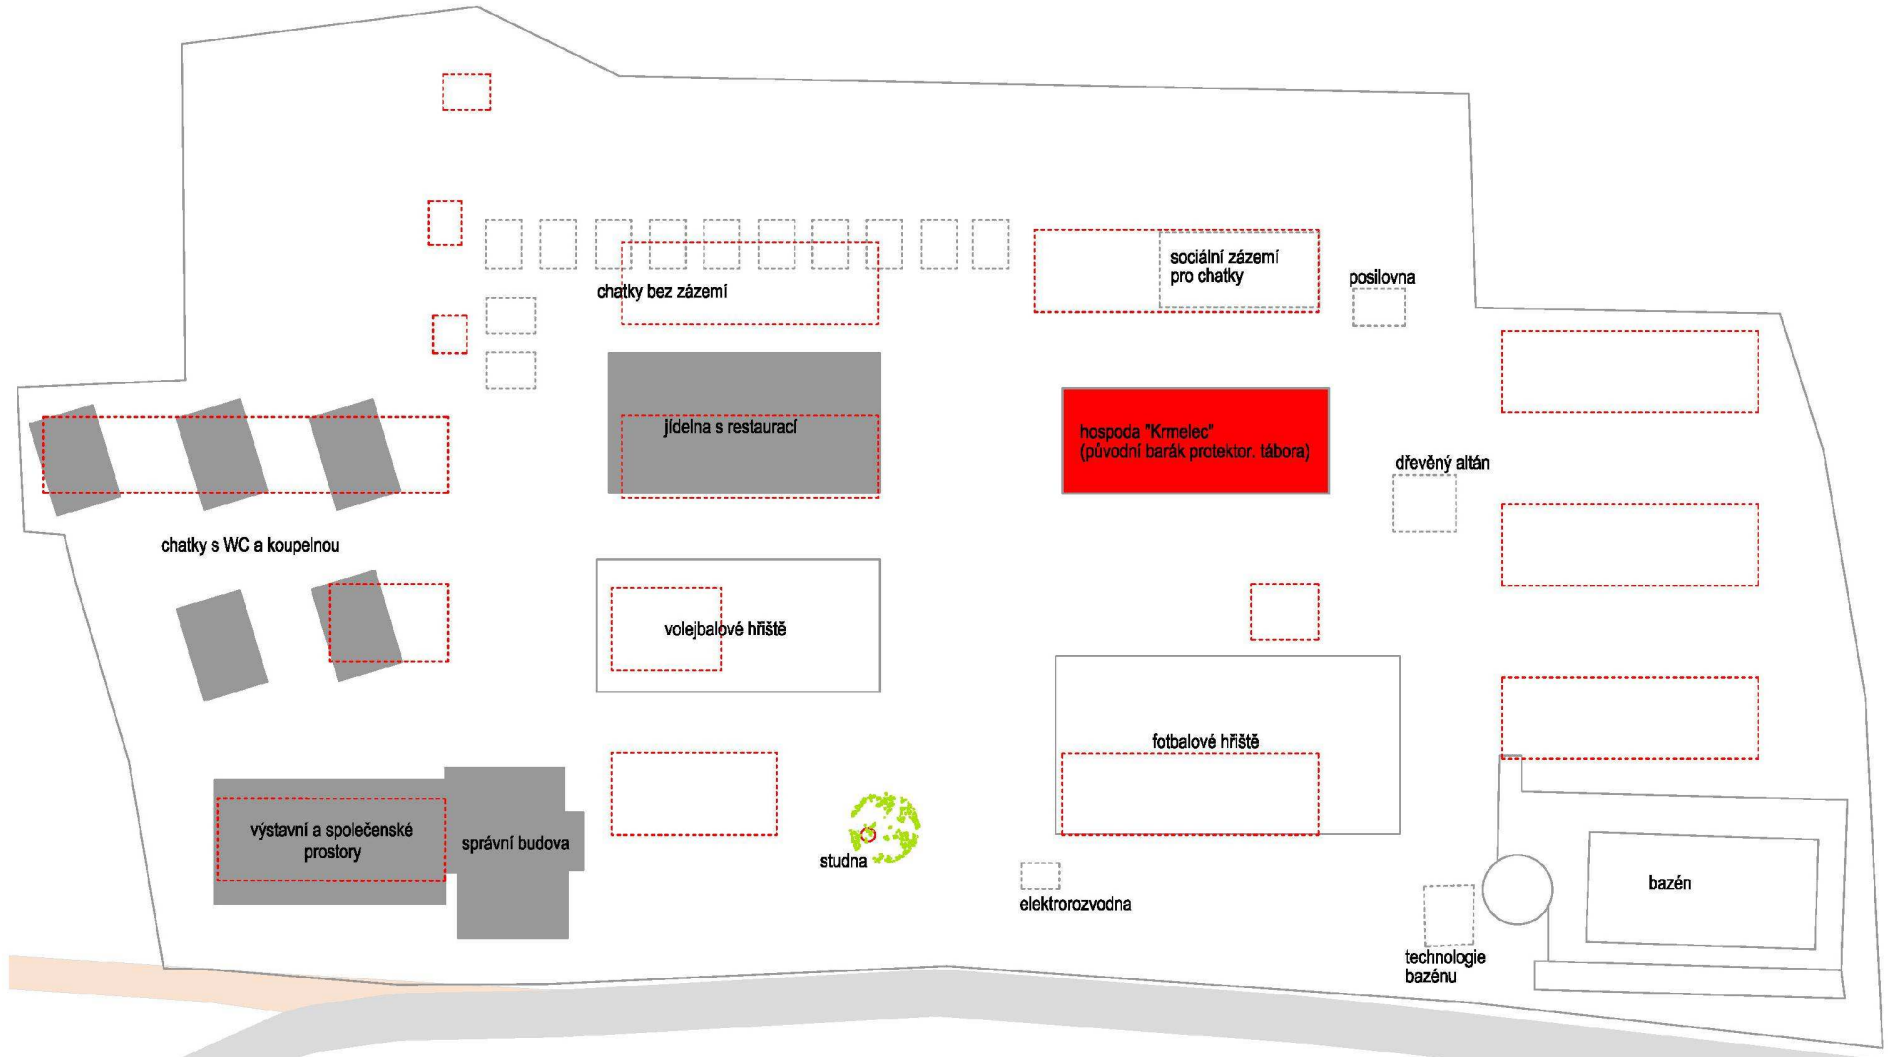 sociální zázemí
pro chatky
posilovna
chatky bez zázemí
jídelna s restaurací
hospoda "Krmelec"
(původní barák protektor. tábora)
dřevěný altán
chatky s WC a koupelnou
volejbalové hřiště
fotbalové hřiště
výstavní a společenské
prostory
správní budova
studna
elektrorozvodna
bazén
technologie
bazénu